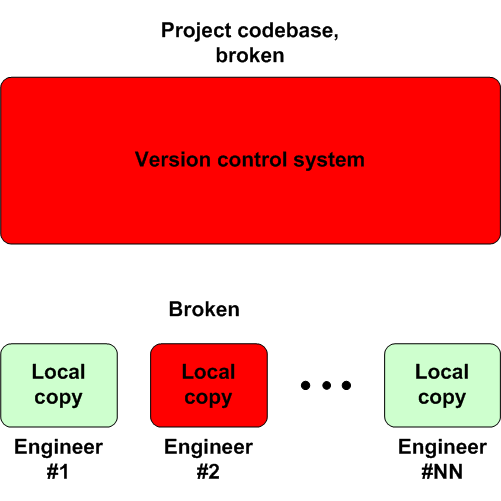 Project codebase,
broken
Version control system
Broken
Local
copy
Local
copy
Local
copy
Engineer
#1
Engineer
#2
Engineer
#NN